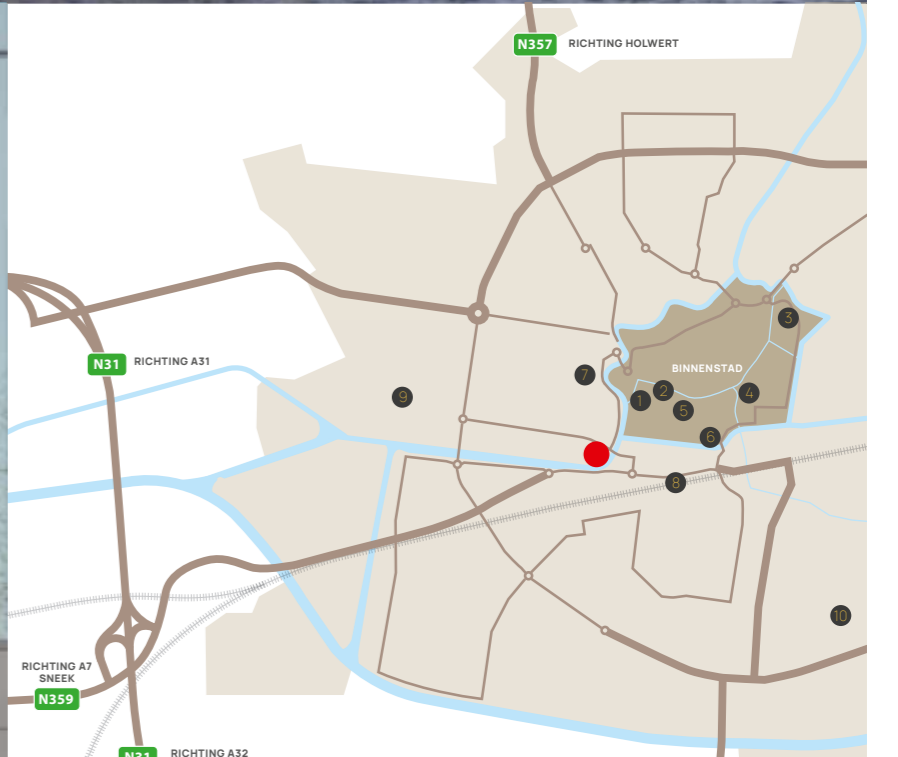 N357
RICHTING HOLWERT
3
N31
RICHTING A31
BINNENSTAD
7
9
1
2
4
5
6
8
10
RICHTING A7
SNEEK
N359
N31
RICHTING A32